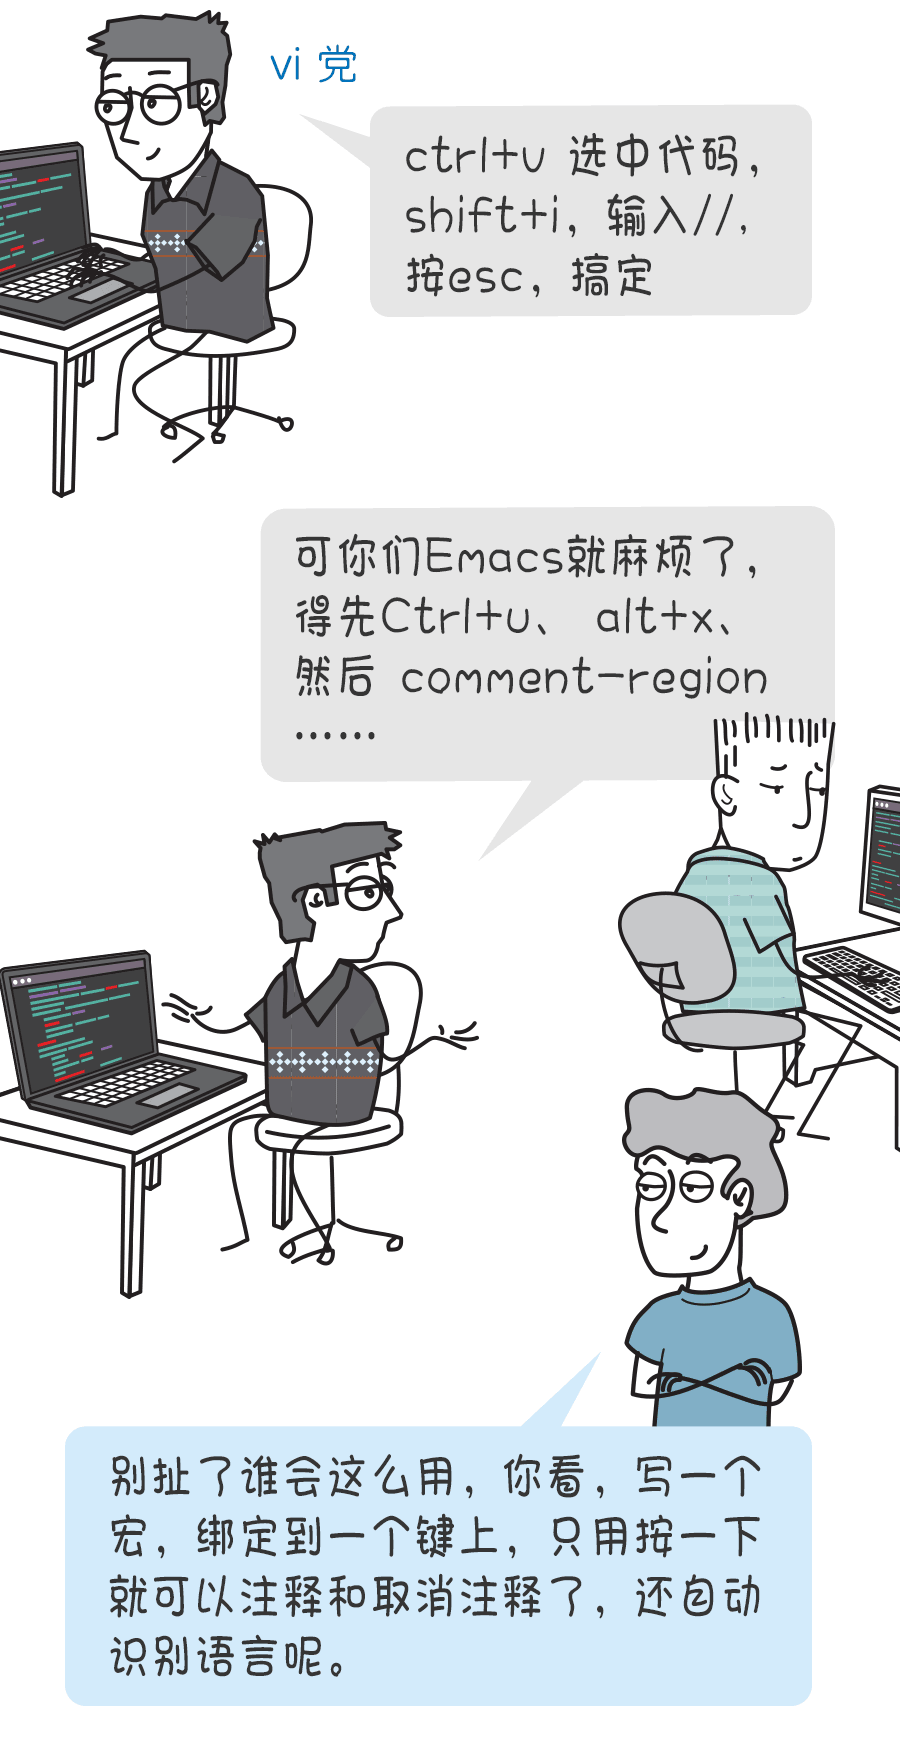 vi 党
ctrl+u 选中代码，
shift+i，输入//，
按esc，搞定
可你们Emacs就麻烦了，
得先Ctrl+u、 alt+x、
然后 comment-region
……
别扯了谁会这么用，你看，写一个
宏，绑定到一个键上，只用按一下
就可以注释和取消注释了，还自动
识别语言呢。